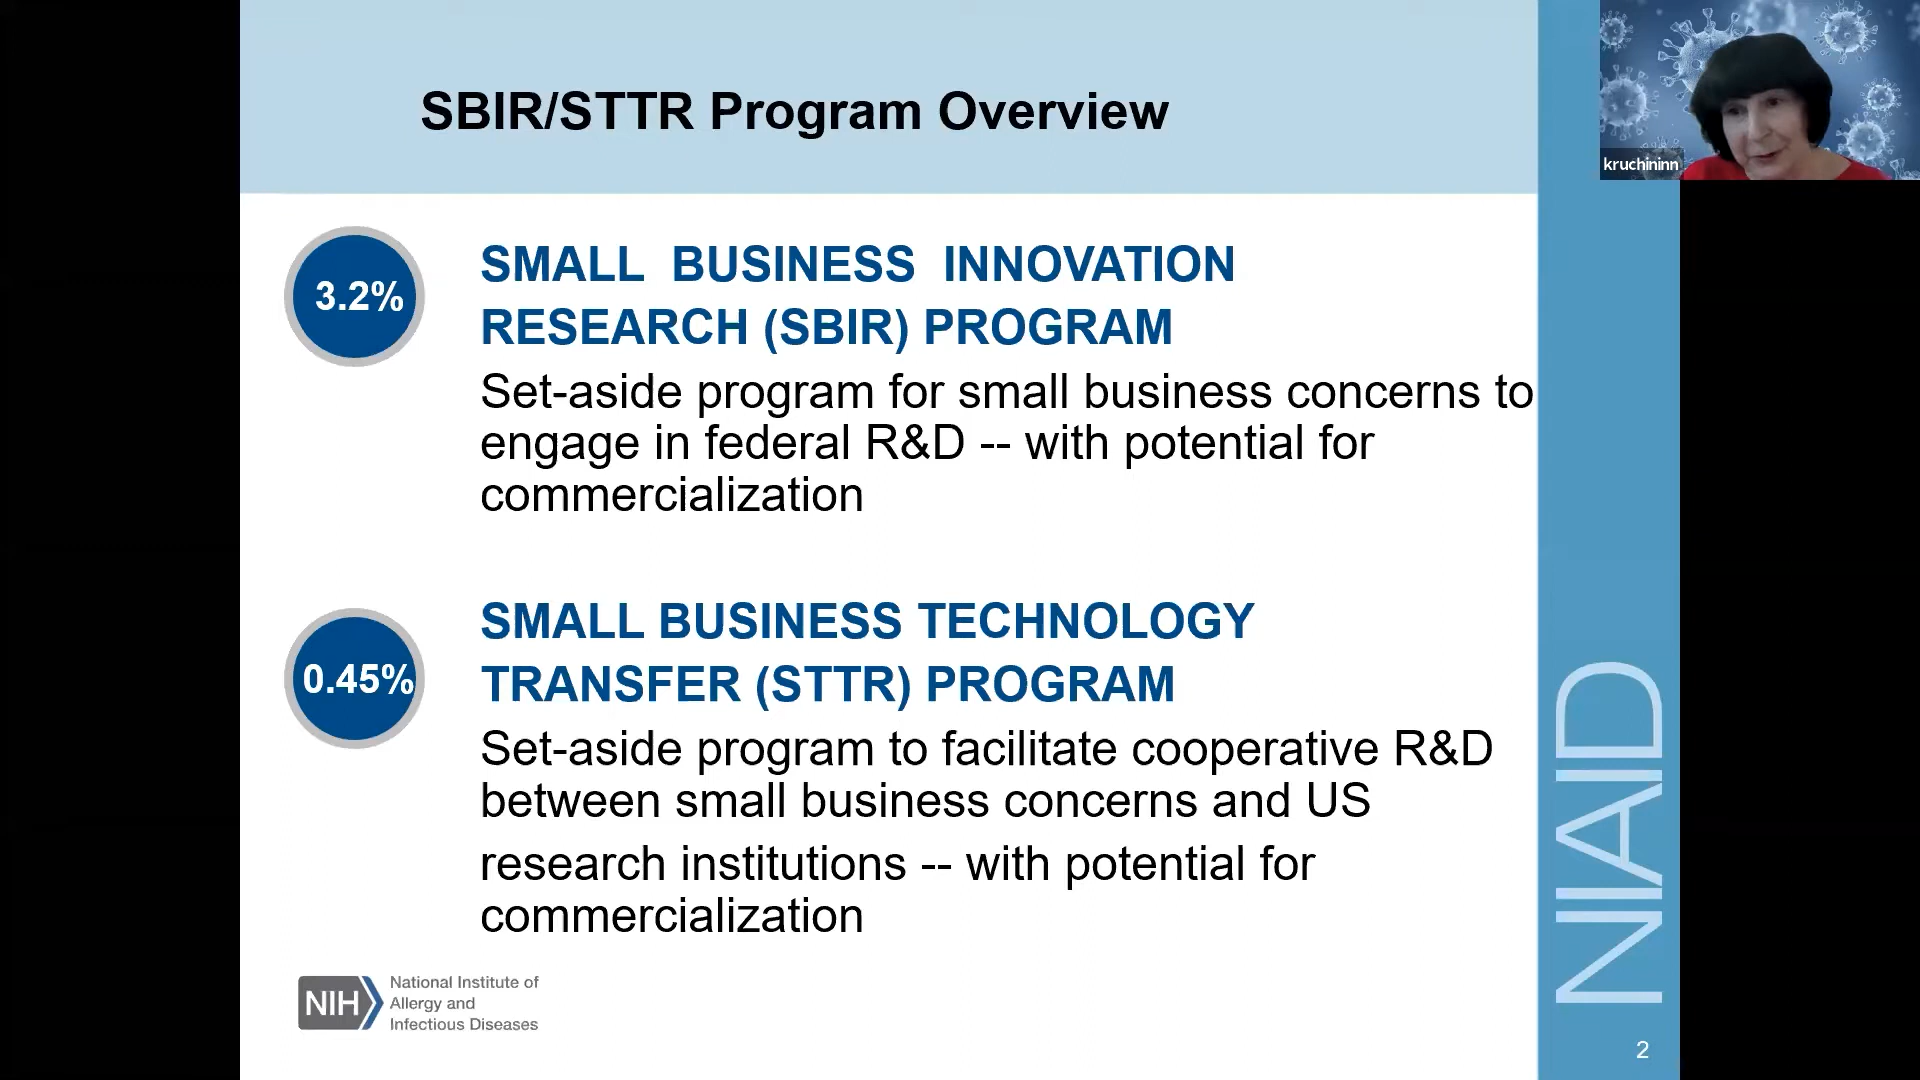 SBIR/STTR Program Overview
kruchininn
3.2%
SMALL BUSINESS INNOVATION
RESEARCH (SBIR) PROGRAM
Set-aside program for small business concerns to
engage in federal R&D -- with potential for
commercialization
0.45%
SMALL BUSINESS TECHNOLOGY
TRANSFER (STTR) PROGRAM
Set-aside program to facilitate cooperative R&D
between small business concerns and US
research institutions -- with potential for
commercialization
NIH
National Institute of
Allergy and
Infectious Diseases
NIAID
2